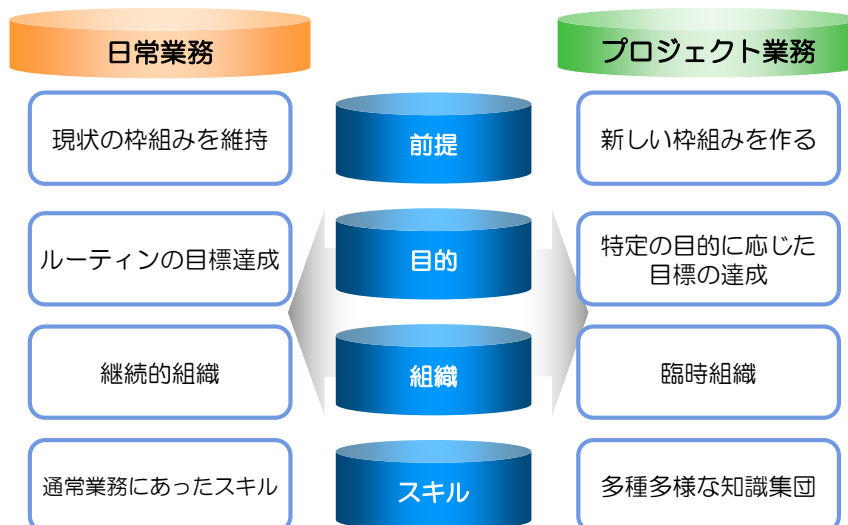 日常業務
プロジェクト業務
現状の枠組みを維持
前提
新しい枠組みを作る
ルーティンの目標達成
目的
特定の目的に応じた
目標の達成
継続的組織
組織
臨時組織
通常業務にあったスキル
スキル
多種多様な知識集団